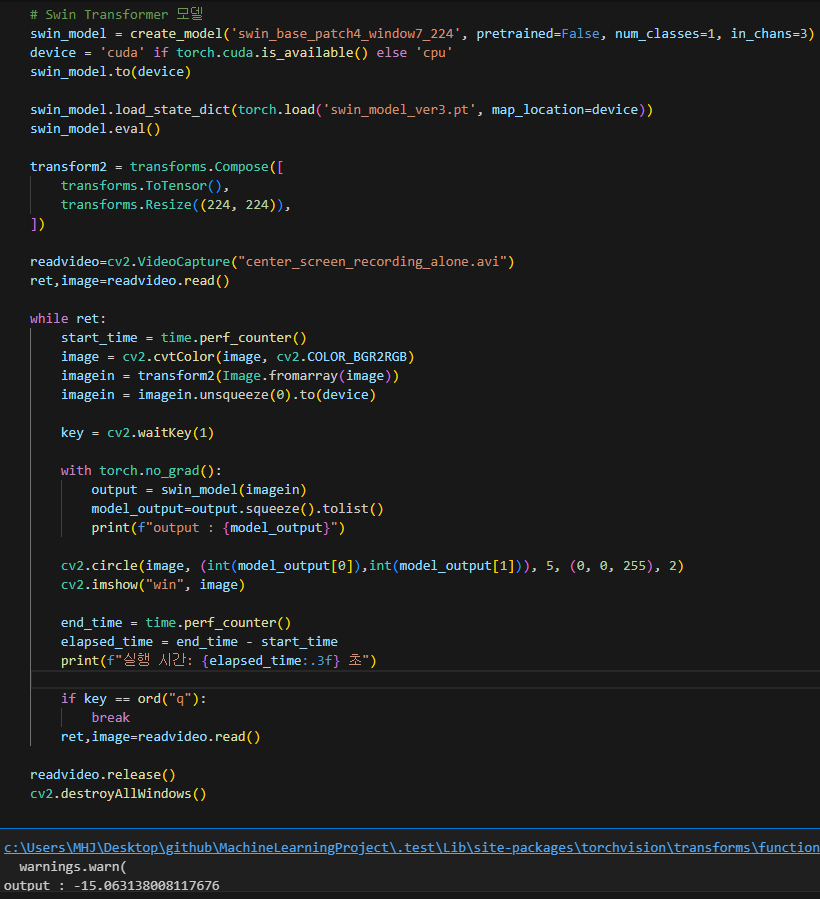 # Swin Transformer 모델
swin_model = create_model('swin_base_patch4_window7_224', pretrained=False, num_classes=1, in_chans=3)
device = 'cuda' if torch.cuda.is_available() else 'cpu'
swin_model.to(device)
swin_model.load_state_dict(torch.load('swin_model_ver3.pt', map_location=device))
swin_model.eval()
transform2 = transforms.Compose([
    transforms.ToTensor(),
    transforms.Resize((224, 224)),
])
readvideo=cv2.VideoCapture("center_screen_recording_alone.avi")
ret,image=readvideo.read()
while ret:
    start_time = time.perf_counter()
    image = cv2.cvtColor(image, cv2.COLOR_BGR2RGB)
    imagein = transform2(Image.fromarray(image))
    imagein = imagein.unsqueeze(0).to(device)
    key = cv2.waitKey(1)
    with torch.no_grad():
        output = swin_model(imagein)
        model_output=output.squeeze().tolist()
        print(f"output : {model_output}")
    cv2.circle(image, (int(model_output[0]),int(model_output[1])), 5, (0, 0, 255), 2)
    cv2.imshow("win", image)
    end_time = time.perf_counter()
    elapsed_time = end_time - start_time
    print(f"실행 시간: {elapsed_time:.3f} 초")
    if key == ord("q"):
        break
    ret,image=readvideo.read()
readvideo.release()
cv2.destroyAllWindows()
c:\Users\MHJ\Desktop\github\MachineLearningProject\.test\Lib\site-packages\torchvision\transforms\function
  warnings.warn(
output : -15.063138008117676